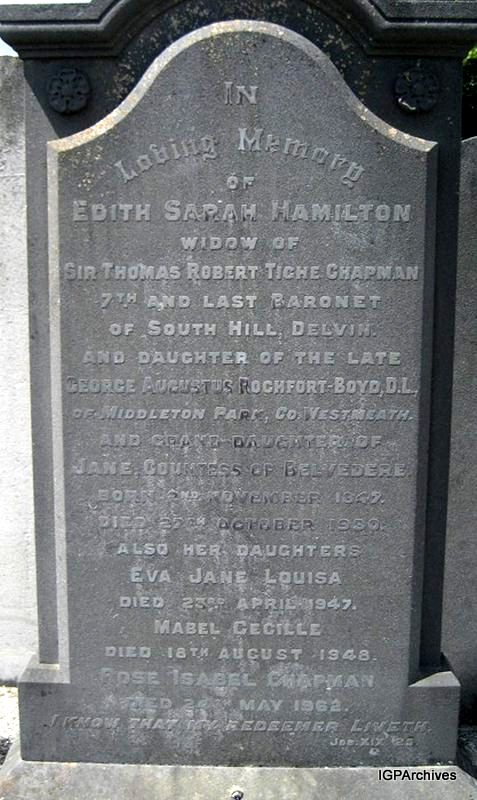 In
Loving Memory
of
Edith Sarah Hamilton
widow of
Sir Thomas Robert Tighe Chapman
7th and last Baronet
of South Hill, Delvin.
and daughter of the late
George Augustus Rochfort-Boyd, D.L.,
of Middleton Park, Co. Westmeath.
and grand-daughter of
Jane, Countess of Belvedere
born 2nd November
died 27th October 1930.
also her daughters
Eva Jane Louisa
died 23rd April 1947.
Mabel Cecille
died 18th August 1948.
Rose Isabel Chapman
died May 1962.
I know that my Redeemer liveth.
Job. XIX 25
IGPArchives